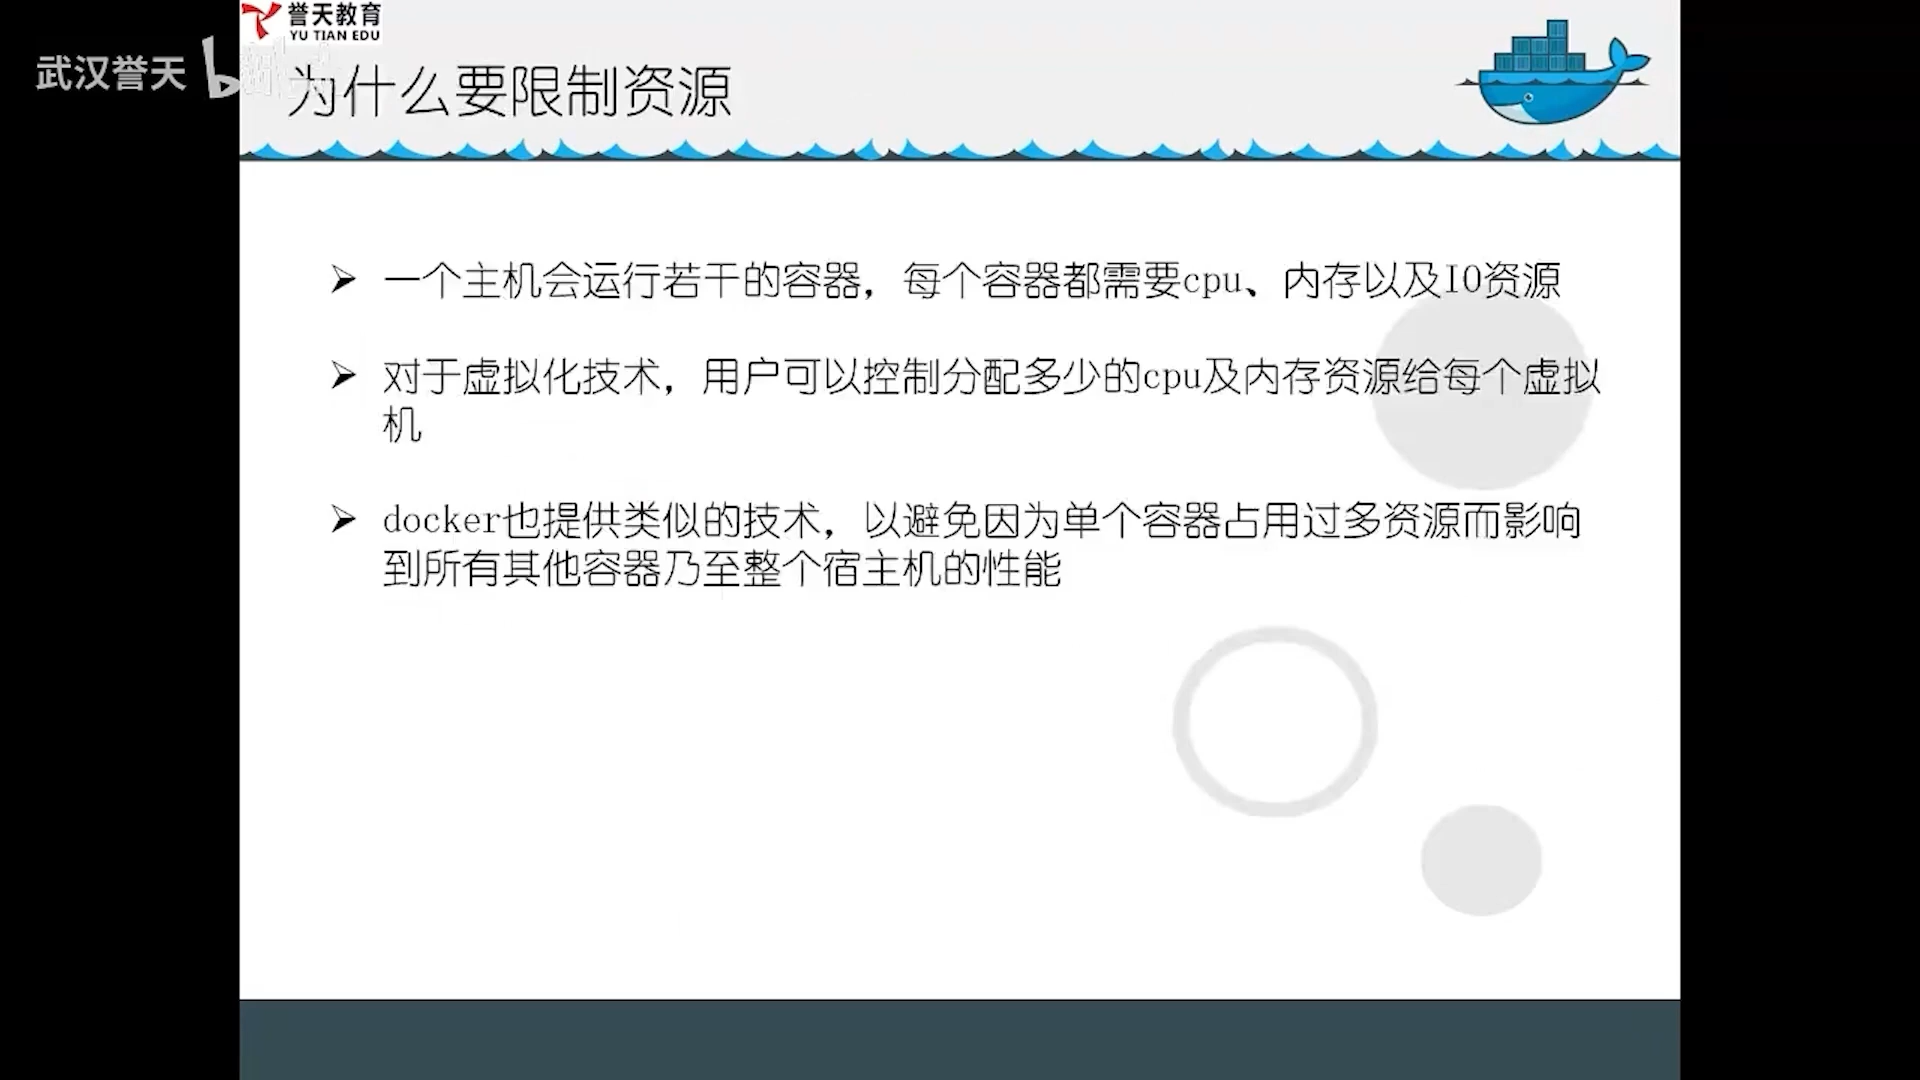 誉天教育
YU TIAN EDU
武汉誉天
为什么要限制资源
一个主机会运行若干的容器，每个容器都需要cpu、内存以及IO资源
对于虚拟化技术，用户可以控制分配多少的cpu及内存资源给每个虚拟
机
docker也提供类似的技术，以避免因为单个容器占用过多资源而影响
到所有其他容器乃至整个宿主机的性能